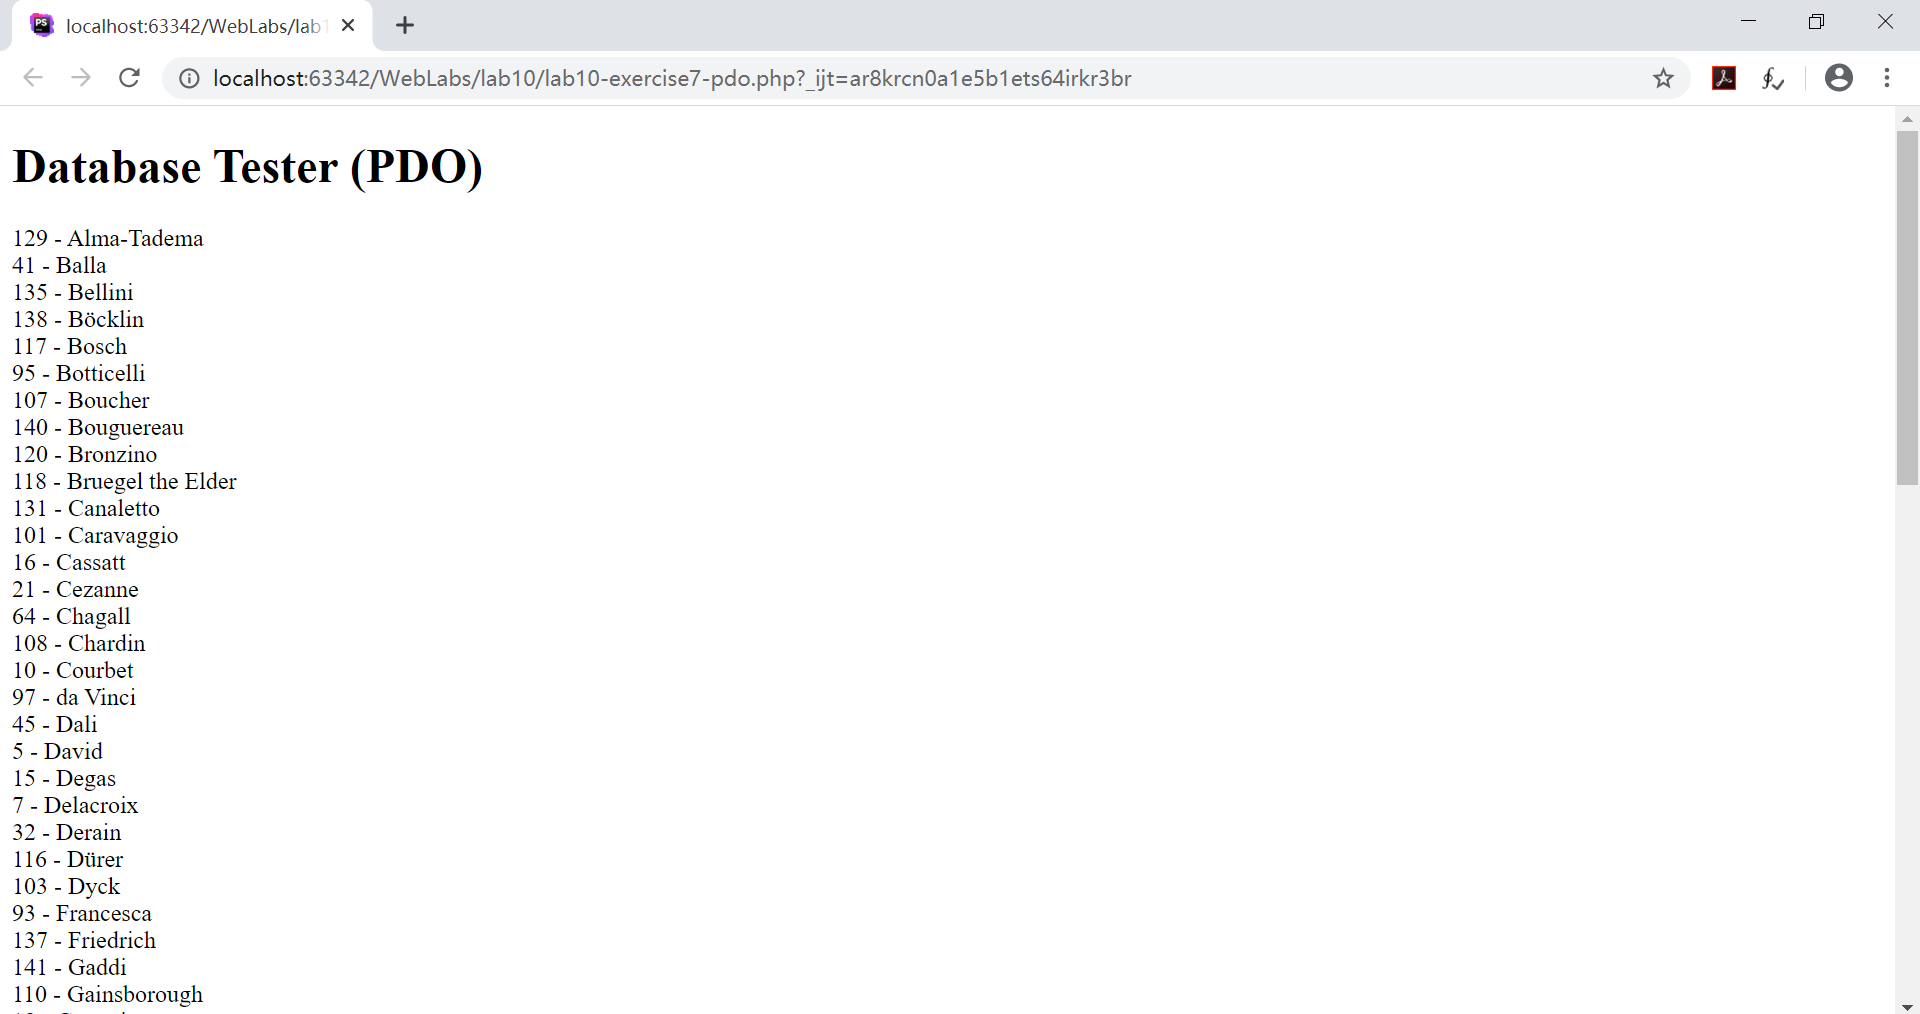 localhost:63342/WebLabs/lab1
localhost:63342/WebLabs/lab10/lab10-exercise7-pdo.php?_ijt=ar8krcn0a1e5b1ets64irkr3br
Database Tester (PDO)
129 - Alma-Tadema
41 - Balla
135 - Bellini
138 - Böcklin
117 - Bosch
95 - Botticelli
107 - Boucher
140 - Bouguereau
120 - Bronzino
118 - Bruegel the Elder
131 - Canaletto
101 - Caravaggio
16 - Cassatt
21 - Cezanne
64 - Chagall
108 - Chardin
10 - Courbet
97 - da Vinci
45 - Dali
5 - David
15 - Degas
7 - Delacroix
32 - Derain
116 - Dürer
103 - Dyck
93 - Francesca
137 - Friedrich
141 - Gaddi
110 - Gainsborough